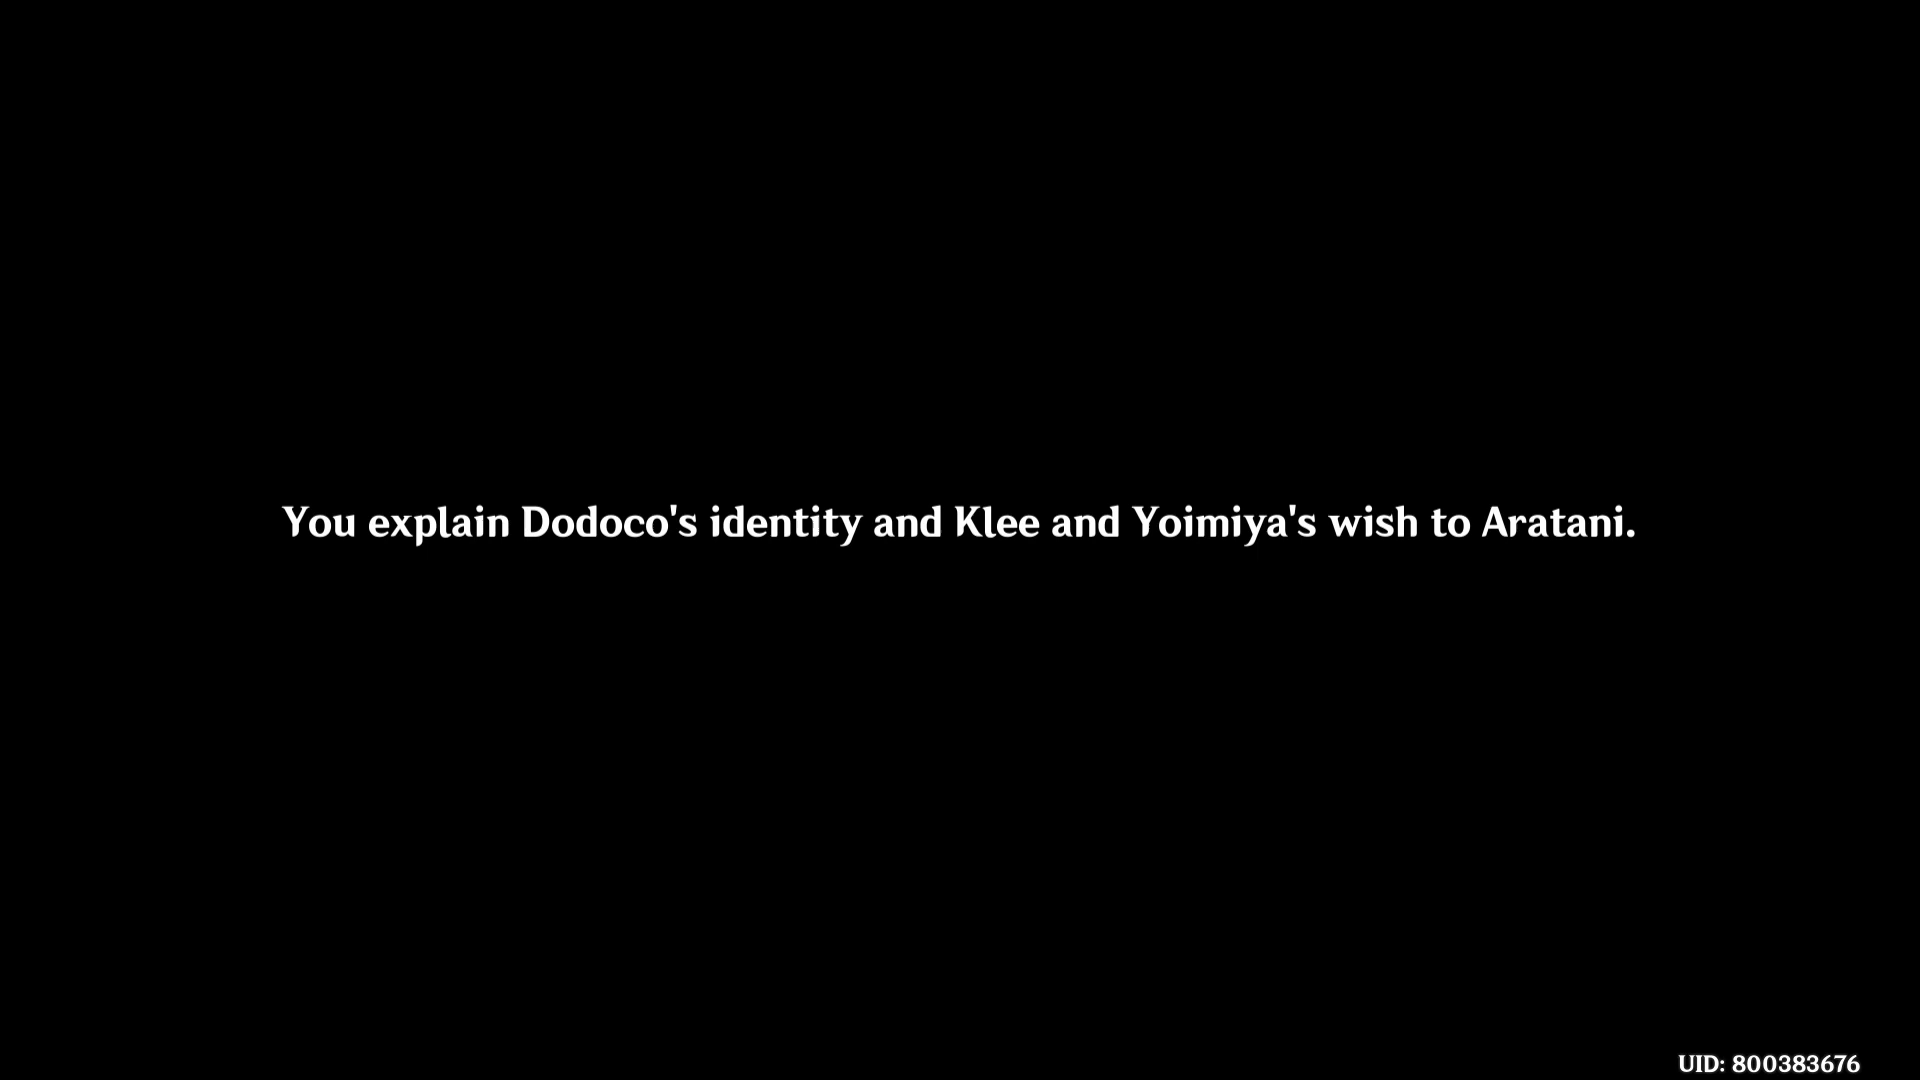 You explain Dodoco's identity and Klee and Yoimiya's wish to Aratani.
UID: 800383676